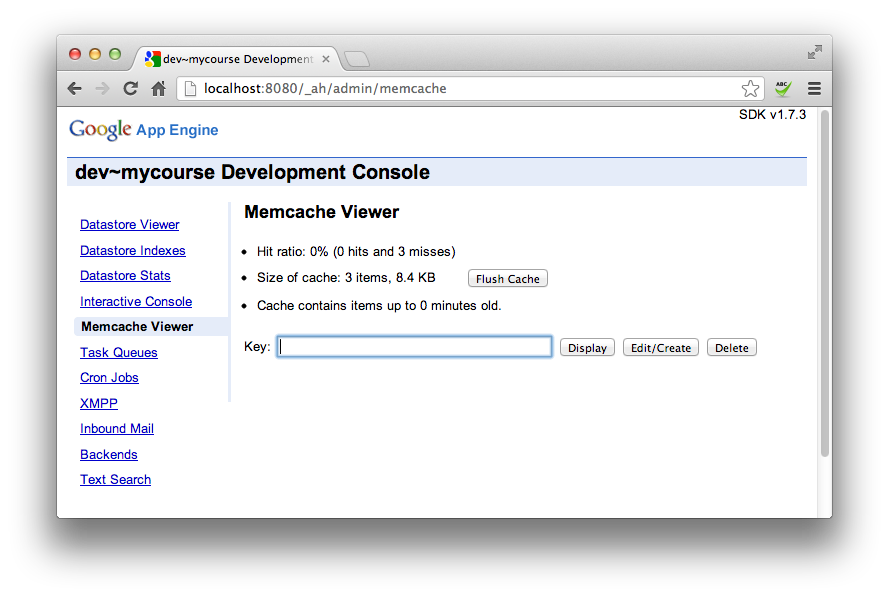 dev~mycourse Development
localhost:8080/_ah/admin/memcache
ABC
SDK v1.7.3
Google App Engine
dev~mycourse Development Console
Datastore Viewer
Datastore Indexes
Datastore Stats
Interactive Console
Memcache Viewer
Task Queues
Cron Jobs
XMPP
Inbound Mail
Backends
Text Search
Memcache Viewer
Hit ratio: 0% (0 hits and 3 misses)
Size of cache: 3 items, 8.4 KB Flush Cache
Cache contains items up to 0 minutes old.
Key: Display Edit/Create Delete